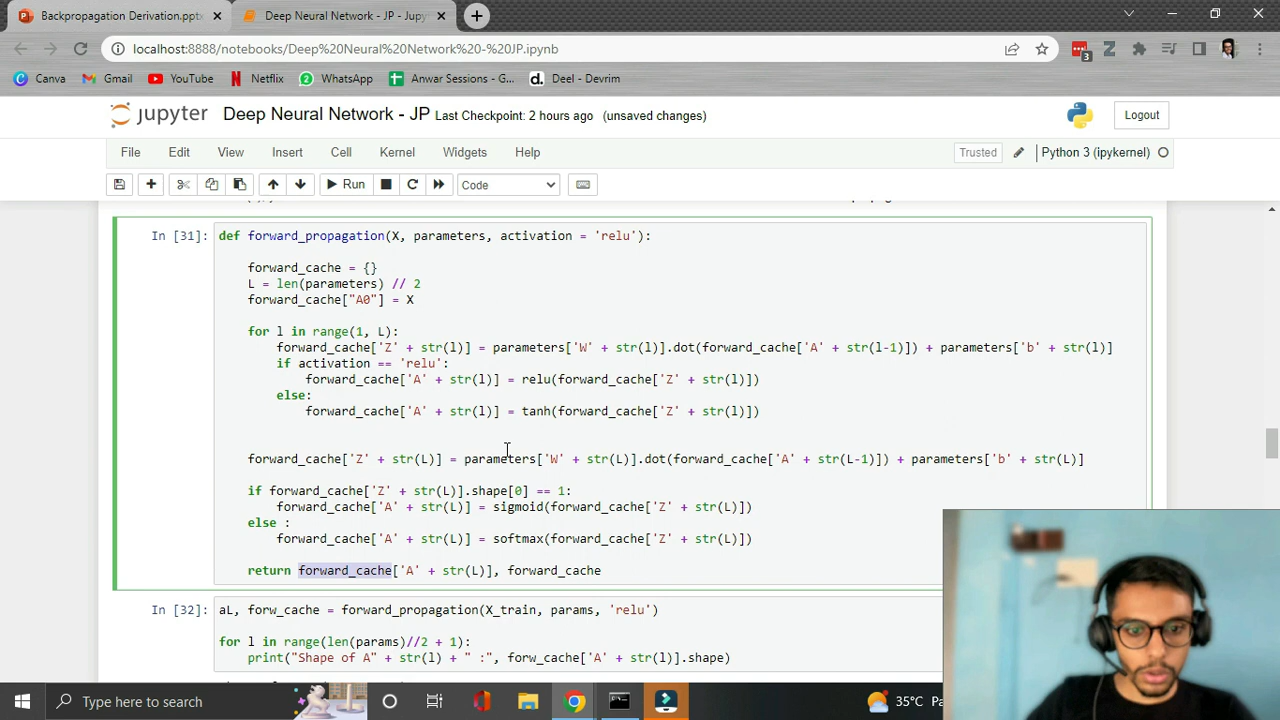 Backpropagation Derivation.pptx
Deep Neural Network - JP - Jupy
localhost:8888/notebooks/Deep%20Neural%20Network%20-%20JP.ipynb
3
Canva
Gmail
YouTube
Netflix
WhatsApp
Anwar Sessions - G...
Deel - Devrim
jupyter Deep Neural Network - JP Last Checkpoint: 2 hours ago (unsaved changes)
Logout
File Edit View Insert Cell Kernel Widgets Help
Trusted
Python 3 (ipykernel)
Run
Code
In [31]: def forward_propagation(X, parameters, activation = 'relu'):
forward_cache = {}
L = len(parameters) // 2
forward_cache["A0"] = X
for l in range(1, L):
forward_cache['Z' + str(l)] = parameters['W' + str(l)].dot(forward_cache['A' + str(l-1)]) + parameters['b' + str(l)]
if activation == 'relu':
forward_cache['A' + str(l)] = relu(forward_cache['Z' + str(l)])
else:
forward_cache['A' + str(l)] = tanh(forward_cache['Z' + str(l)])
forward_cache['Z' + str(L)] = parameters['W' + str(L)].dot(forward_cache['A' + str(L-1)]) + parameters['b' + str(L)]
if forward_cache['Z' + str(L)].shape[0] == 1:
forward_cache['A' + str(L)] = sigmoid(forward_cache['Z' + str(L)])
else :
forward_cache['A' + str(L)] = softmax(forward_cache['Z' + str(L)])
return forward_cache['A' + str(L)], forward_cache
In [32]: aL, forw_cache = forward_propagation(X_train, params, 'relu')
for l in range(len(params)//2 + 1):
print("Shape of A" + str(l) + " :", forw_cache['A' + str(l)].shape)
Type here to search
35°C